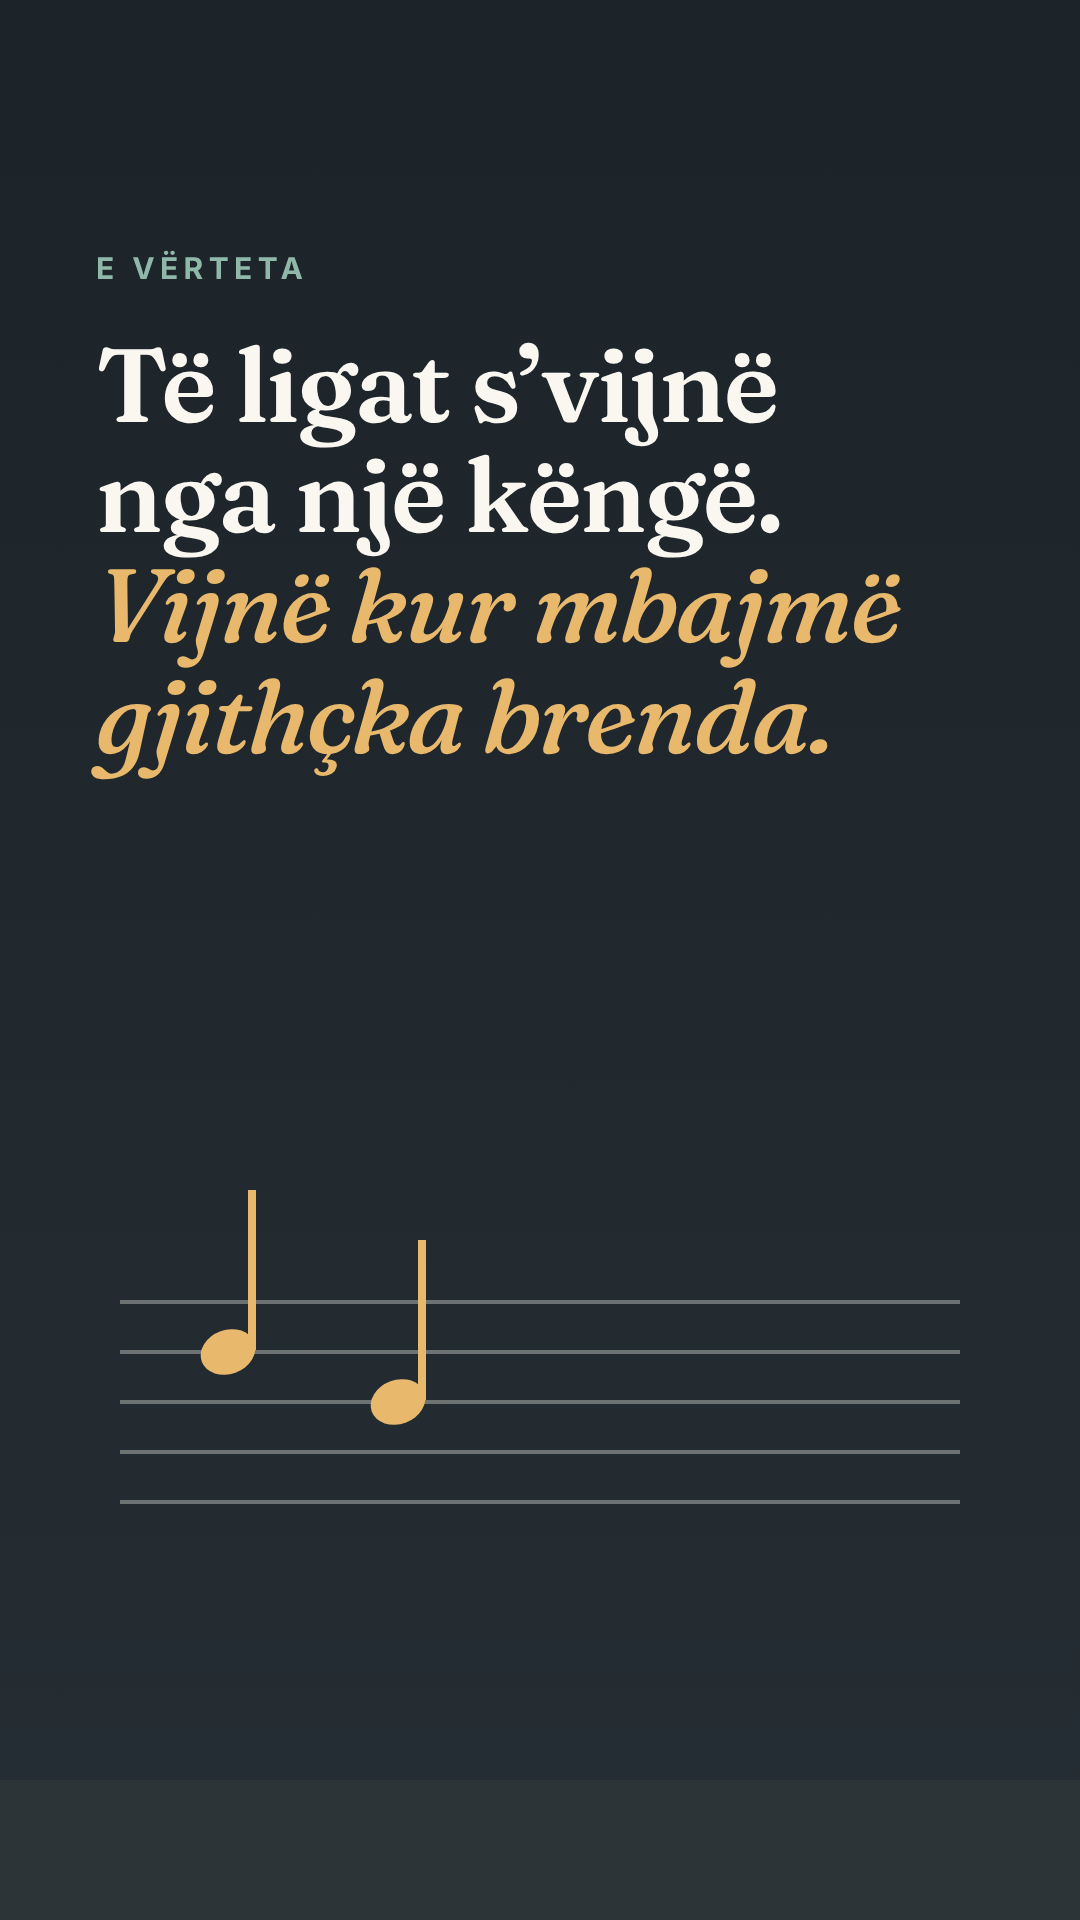 E VËRTETA
Të ligat s’vijnë
nga një këngë.
Vijnë kur mbajmë
gjithçka brenda.